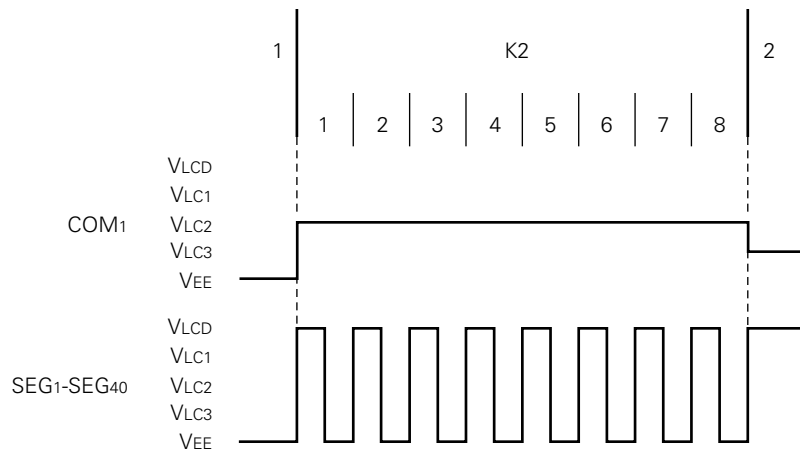 1 K2 2
1 2 3 4 5 6 7 8
VLCD
VLC1
COM1 VLC2
VLC3
VEE
VLCD
VLC1
SEG1-SEG40 VLC2
VLC3
VEE